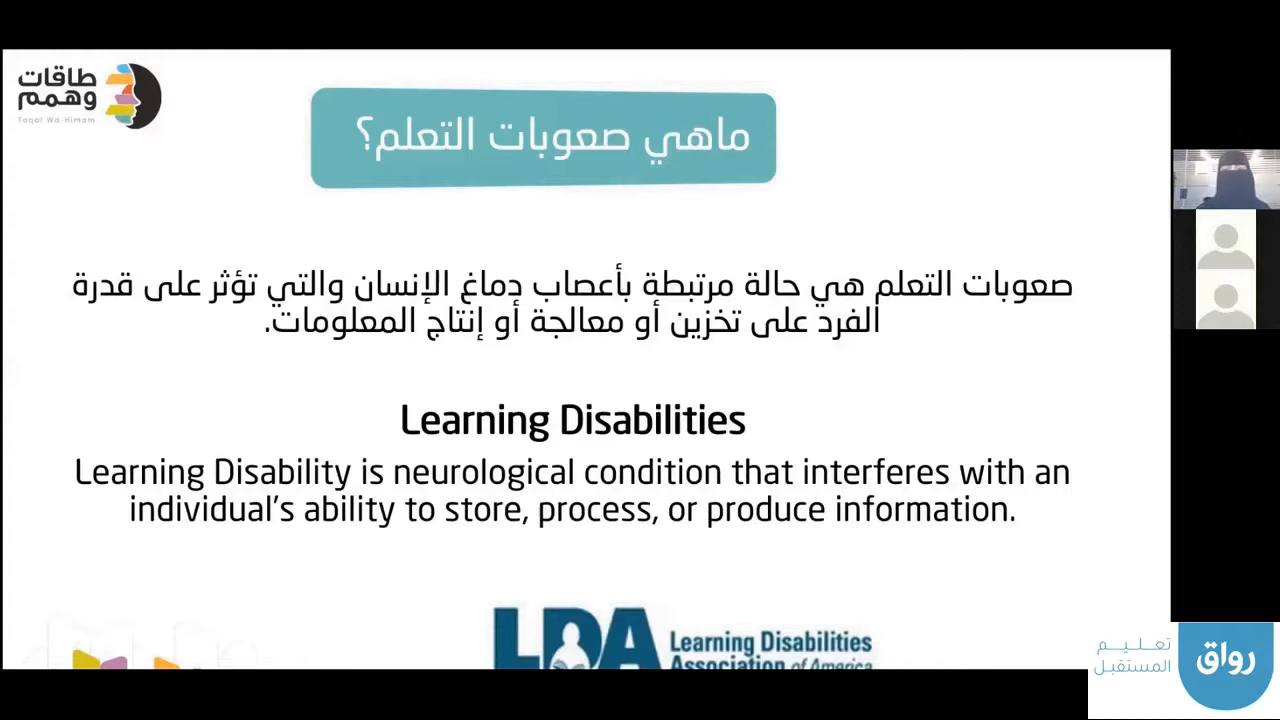 طاقات
وهمم
Taqat Wa-Himam
ماهي صعوبات التعلم؟
صعوبات التعلم هي حالة مرتبطة بأعصاب دماغ الإنسان والتي تؤثر على قدرة
الفرد على تخزين أو معالجة أو إنتاج المعلومات.
Learning Disabilities
Learning Disability is neurological condition that interferes with an
individual's ability to store, process, or produce information.
LDA
Learning Disabilities
Association of America
تعليم
المستقبل
رواق